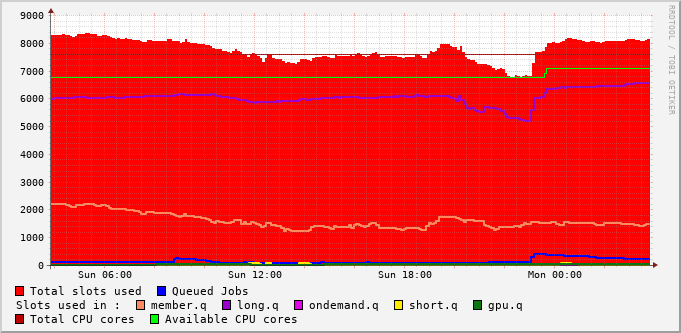 9000
8000
7000
6000
5000
4000
3000
2000
1000
0
Sun 06:00 Sun 12:00 Sun 18:00 Mon 00:00
RRDTOOL / TOBI OETIKER
Total slots used Queued Jobs
Slots used in : member.q long.q ondemand.q short.q gpu.q
Total CPU cores Available CPU cores